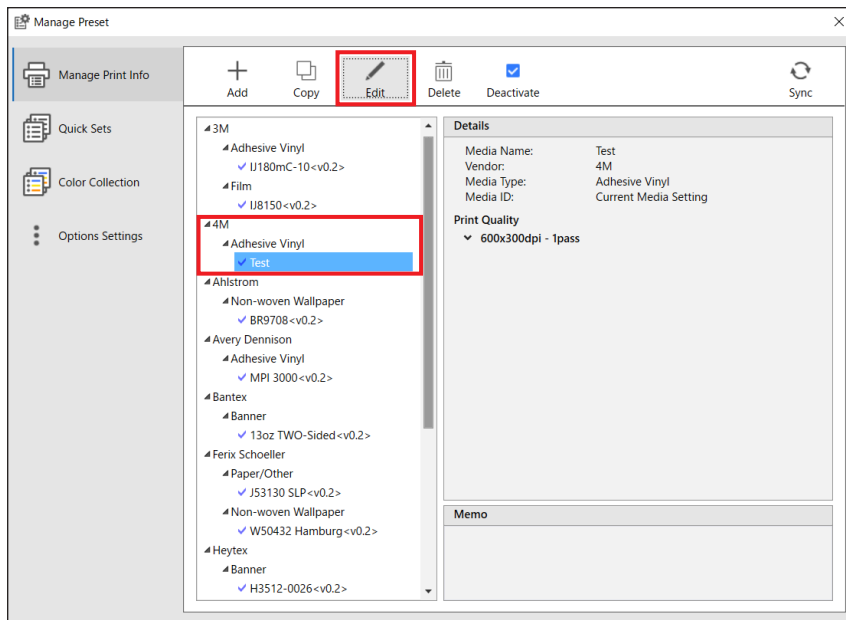 Manage Preset
Manage Print Info
Quick Sets
Color Collection
Options Settings
Add
Copy
Edit
Delete
Deactivate
Sync
3M
Adhesive Vinyl
IJ180mC-10<v0.2>
Film
IJ8150<v0.2>
4M
Adhesive Vinyl
Test
Ahlstrom
Non-woven Wallpaper
BR9708<v0.2>
Avery Dennison
Adhesive Vinyl
MPI 3000<v0.2>
Bantex
Banner
13oz TWO-Sided<v0.2>
Ferix Schoeller
Paper/Other
J53130 SLP<v0.2>
Non-woven Wallpaper
W50432 Hamburg<v0.2>
Heytex
Banner
H3512-0026<v0.2>
Details
Media Name: Test
Vendor: 4M
Media Type: Adhesive Vinyl
Media ID: Current Media Setting
Print Quality
600x300dpi - 1pass
Memo